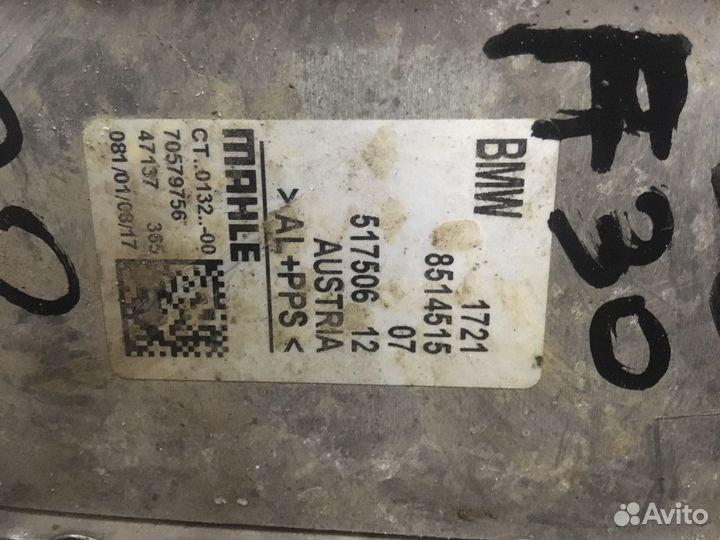 BMW
1721
8514515
07
517506 12
AUSTRIA
>AL+PPS<
MAHLE
CT..0132.-00
70579756
47137 365
081/01/08/17
F30
Avito